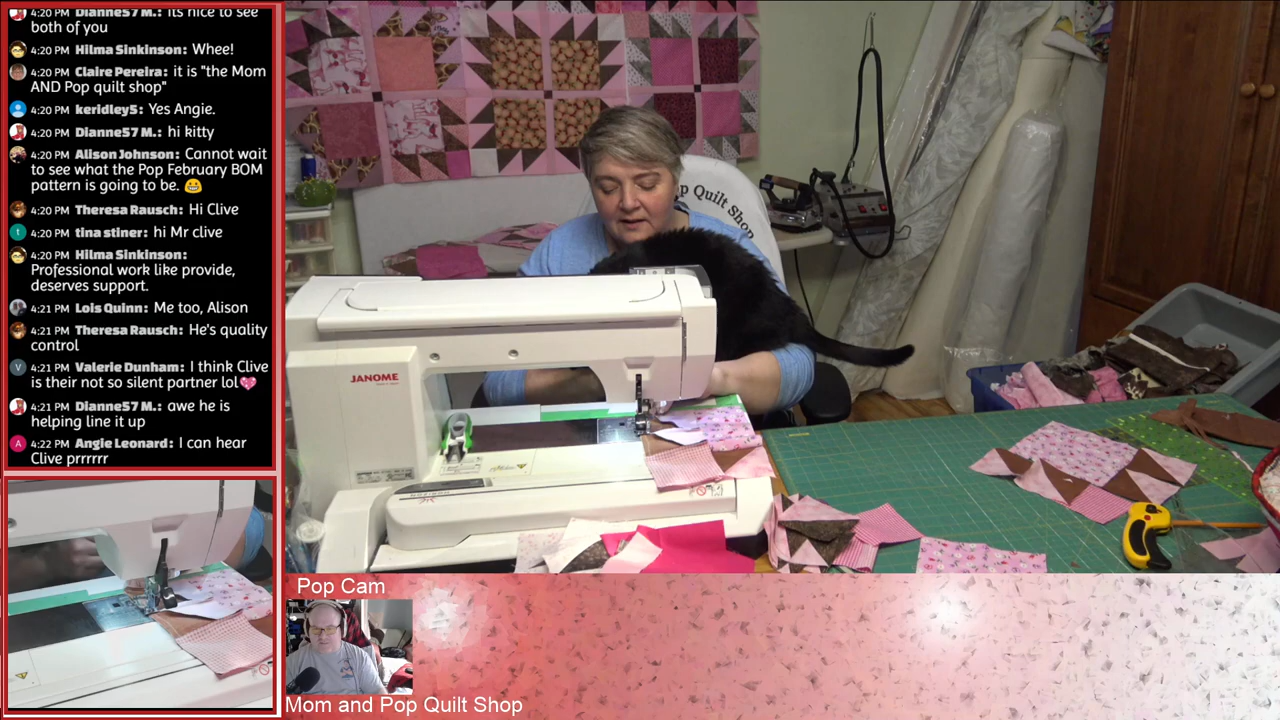 4:20 PM Dianne57 M.: its nice to see
both of you
4:20 PM Hilma Sinkinson: Whee!
4:20 PM Claire Pereira: it is "the Mom
AND Pop quilt shop"
4:20 PM keridley5: Yes Angie.
4:20 PM Dianne57 M.: hi kitty
4:20 PM Alison Johnson: Cannot wait
to see what the Pop February BOM
pattern is going to be. 😀
4:20 PM Theresa Rausch: Hi Clive
t 4:20 PM tina stiner: hi Mr clive
4:20 PM Hilma Sinkinson:
Professional work like provide,
deserves support.
4:21 PM Lois Quinn: Me too, Alison
4:21 PM Theresa Rausch: He's quality
control
V 4:21 PM Valerie Dunham: I think Clive
is their not so silent partner lol💖
4:21 PM Dianne57 M.: awe he is
helping line it up
A 4:22 PM Angie Leonard: I can hear
Clive prrrrrr
Pop Quilt Shop
JANOME
Pop Cam
Mom and Pop Quilt Shop